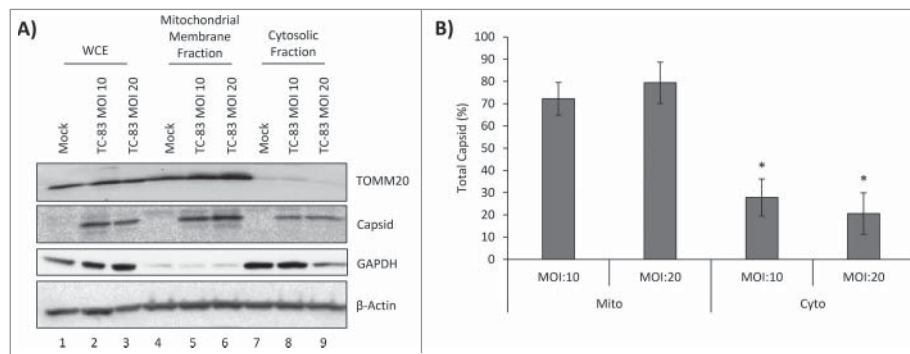 A)
WCE
Mitochondrial
Membrane
Fraction
Cytosolic
Fraction
Mock
TC-83 MOI 10
TC-83 MOI 20
Mock
TC-83 MOI 10
TC-83 MOI 20
Mock
TC-83 MOI 10
TC-83 MOI 20
TOMM20
Capsid
GAPDH
β-Actin
1 2 3 4 5 6 7 8 9
B)
Total Capsid (%)
100
90
80
70
60
50
40
30
20
10
0
* *
MOI:10 MOI:20 MOI:10 MOI:20
Mito Cyto